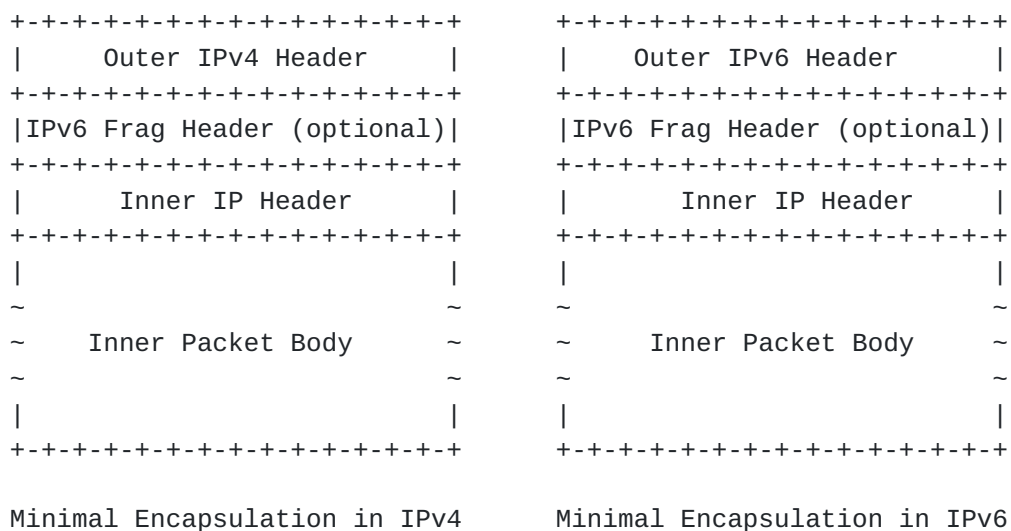 +-+-+-+-+-+-+-+-+-+-+-+-+-+-+     +-+-+-+-+-+-+-+-+-+-+-+-+-+-+
|     Outer IPv4 Header     |     |    Outer IPv6 Header      |
+-+-+-+-+-+-+-+-+-+-+-+-+-+-+     +-+-+-+-+-+-+-+-+-+-+-+-+-+-+
|IPv6 Frag Header (optional)|     |IPv6 Frag Header (optional)|
+-+-+-+-+-+-+-+-+-+-+-+-+-+-+     +-+-+-+-+-+-+-+-+-+-+-+-+-+-+
|      Inner IP Header      |     |       Inner IP Header     |
+-+-+-+-+-+-+-+-+-+-+-+-+-+-+     +-+-+-+-+-+-+-+-+-+-+-+-+-+-+
|                           |     |                           |
~                           ~     ~                           ~
~    Inner Packet Body      ~     ~     Inner Packet Body     ~
~                           ~     ~                           ~
|                           |     |                           |
+-+-+-+-+-+-+-+-+-+-+-+-+-+-+     +-+-+-+-+-+-+-+-+-+-+-+-+-+-+
Minimal Encapsulation in IPv4     Minimal Encapsulation in IPv6